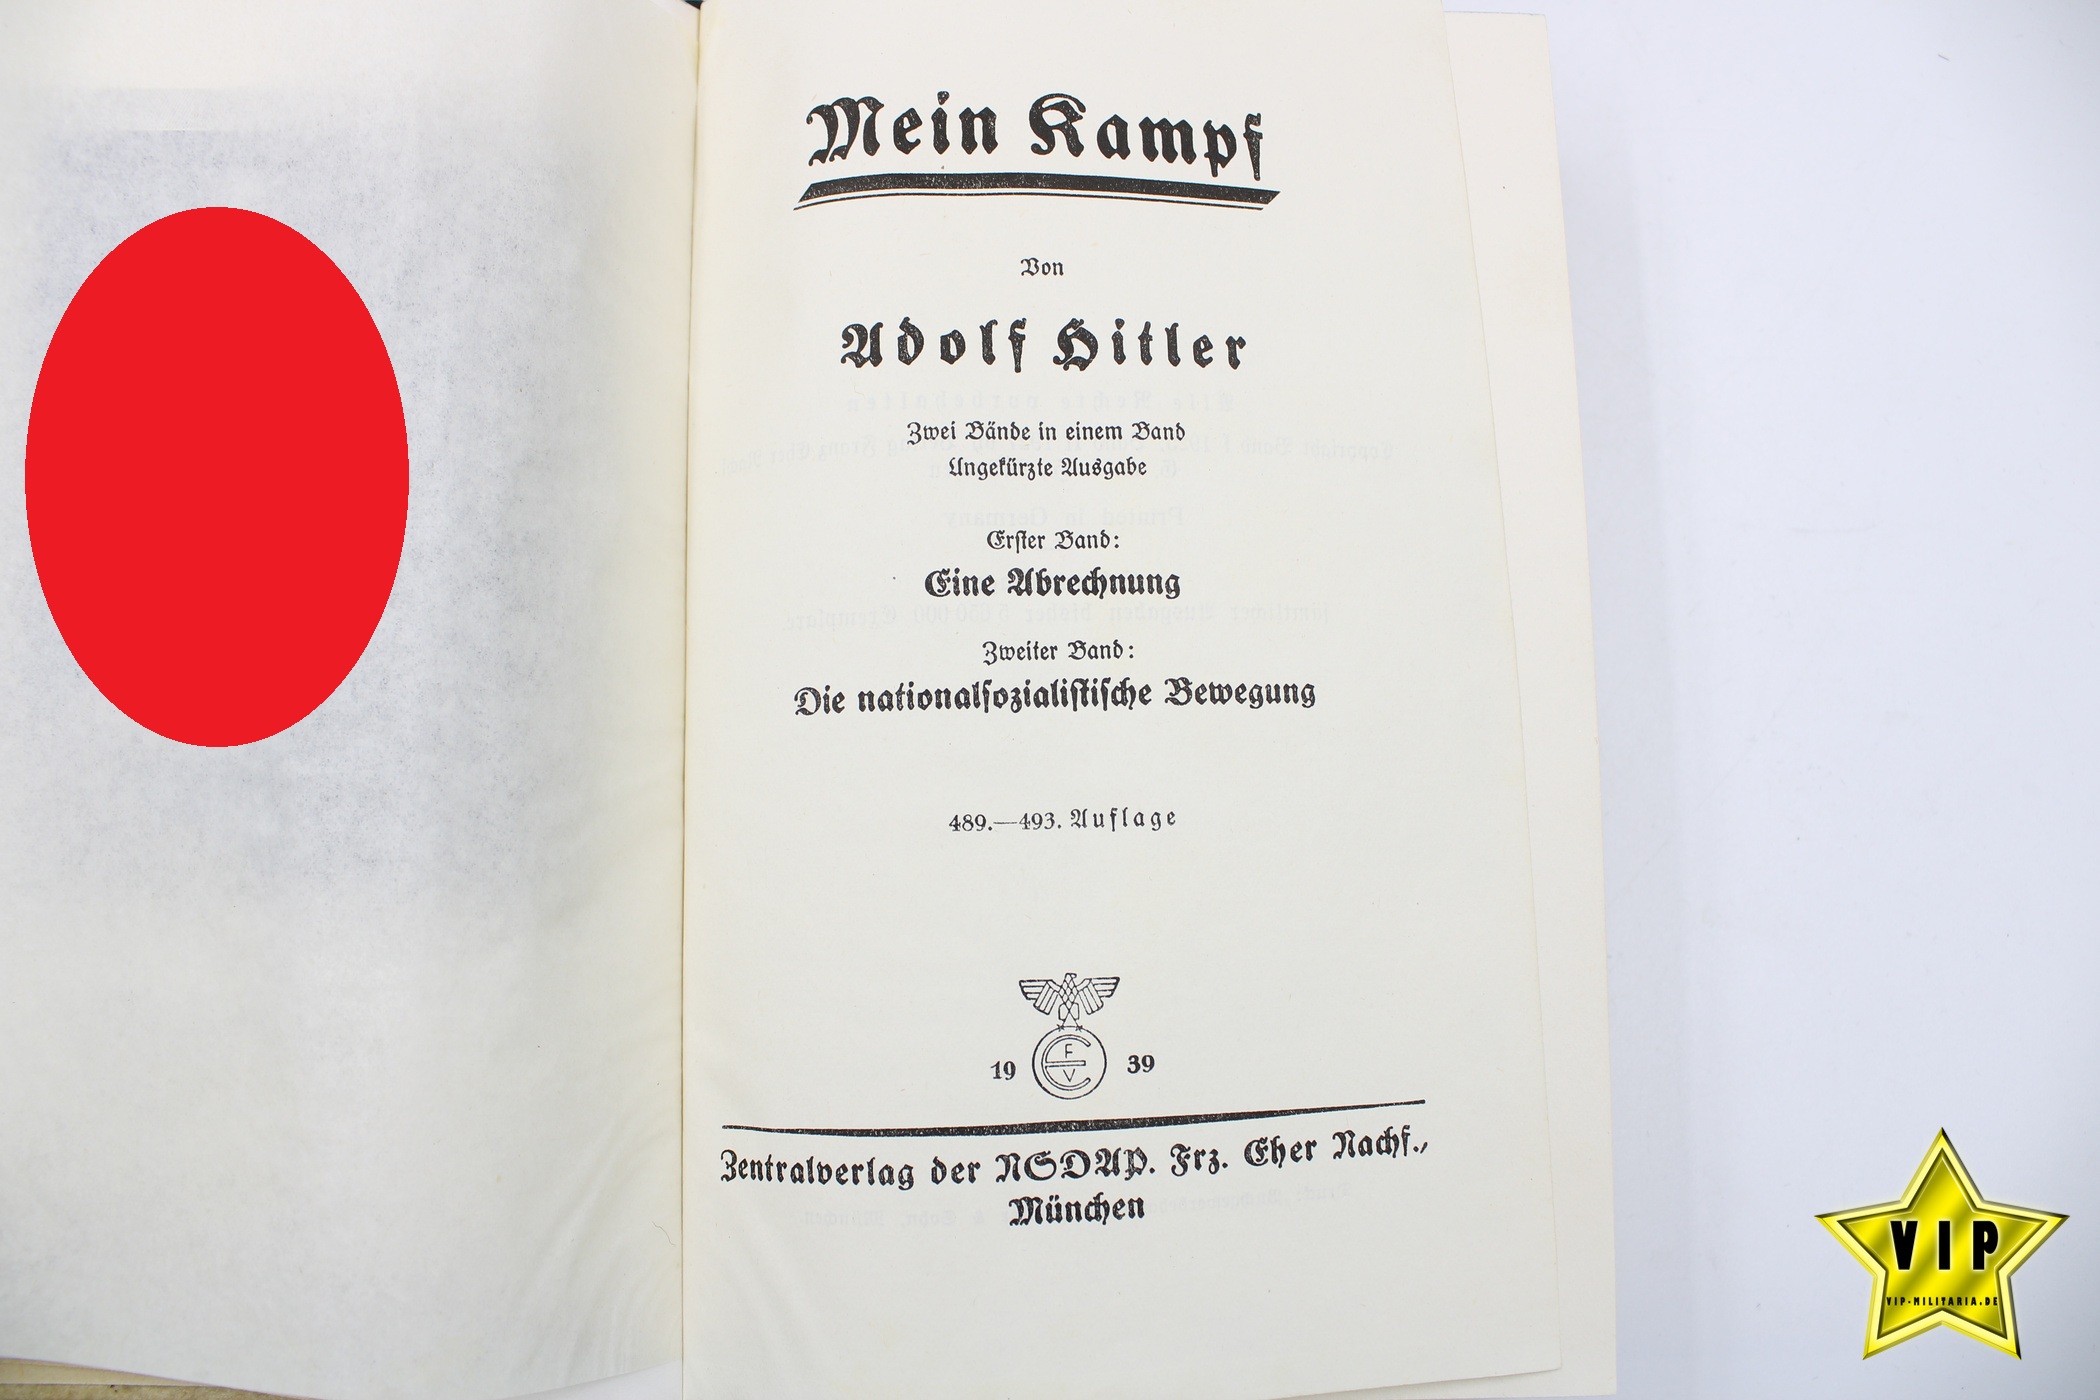 Mein Kampf
Von
Adolf Hitler
Zwei Bände in einem Band
Ungekürzte Ausgabe
Erster Band:
Eine Abrechnung
Zweiter Band:
Die nationalsozialistische Bewegung
489.—493. Auflage
F
E
V
19 39
Zentralverlag der NSDAP. Frz. Eher Nachf.,
München
VIP
VIP-MILITARIA.DE